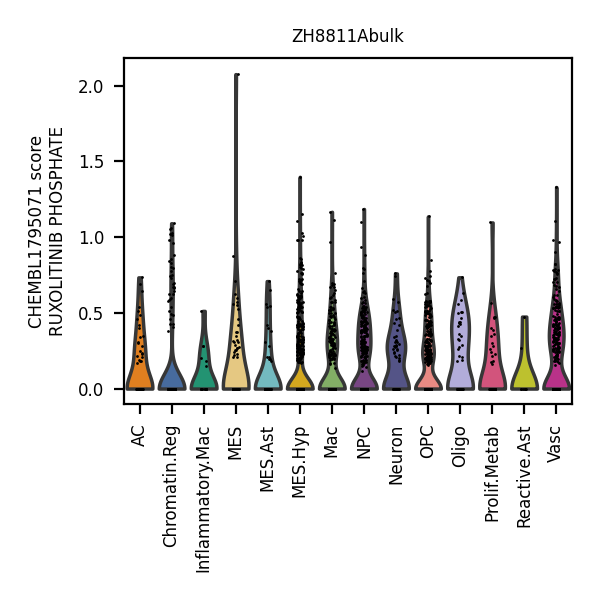 ZH8811Abulk
CHEMBL1795071 score
RUXOLITINIB PHOSPHATE
2.0
1.5
1.0
0.5
0.0
AC
Chromatin.Reg
Inflammatory.Mac
MES
MES.Ast
MES.Hyp
Mac
NPC
Neuron
OPC
Oligo
Prolif.Metab
Reactive.Ast
Vasc